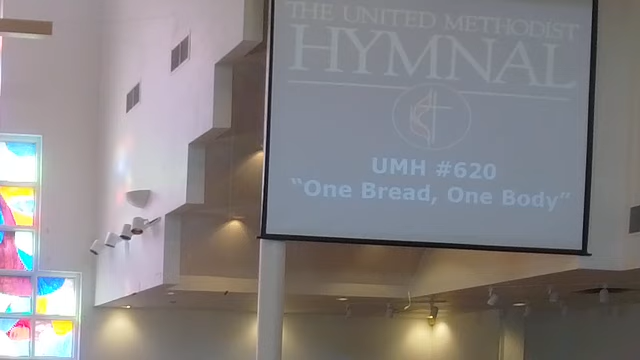 THE UNITED METHODIST
HYMNAL
UMH #620
“One Bread, One Body”